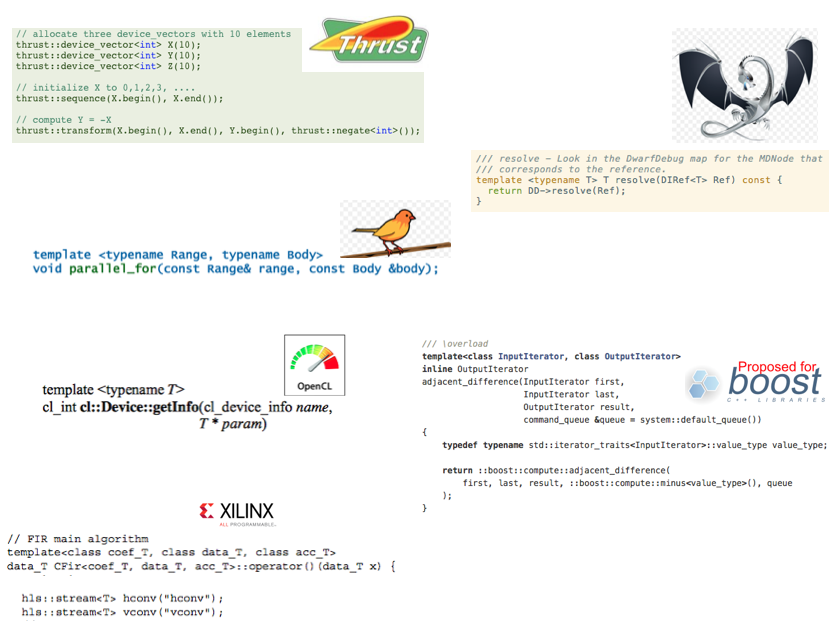 // allocate three device_vectors with 10 elements
thrust::device_vector<int> X(10);
thrust::device_vector<int> Y(10);
thrust::device_vector<int> Z(10);
// initialize X to 0,1,2,3, ....
thrust::sequence(X.begin(), X.end());
// compute Y = -X
thrust::transform(X.begin(), X.end(), Y.begin(), thrust::negate<int>());
Thrust
/// resolve - Look in the DwarfDebug map for the MDNode that
/// corresponds to the reference.
template <typename T> T resolve(DIRef<T> Ref) const {
return DD->resolve(Ref);
}
template <typename Range, typename Body>
void parallel_for(const Range& range, const Body &body);
OpenCL
template <typename T>
cl_int cl::Device::getInfo(cl_device_info name,
T * param)
/// \overload
template<class InputIterator, class OutputIterator>
inline OutputIterator
adjacent_difference(InputIterator first,
InputIterator last,
OutputIterator result,
command_queue &queue = system::default_queue())
{
typedef typename std::iterator_traits<InputIterator>::value_type value_type;
return ::boost::compute::adjacent_difference(
first, last, result, ::boost::compute::minus<value_type>(), queue
);
}
Proposed for
boost
C++ LIBRARIES
XILINX
ALL PROGRAMMABLE.
// FIR main algorithm
template<class coef_T, class data_T, class acc_T>
data_T CFir<coef_T, data_T, acc_T>::operator()(data_T x) {
hls::stream<T> hconv("hconv");
hls::stream<T> vconv("vconv");